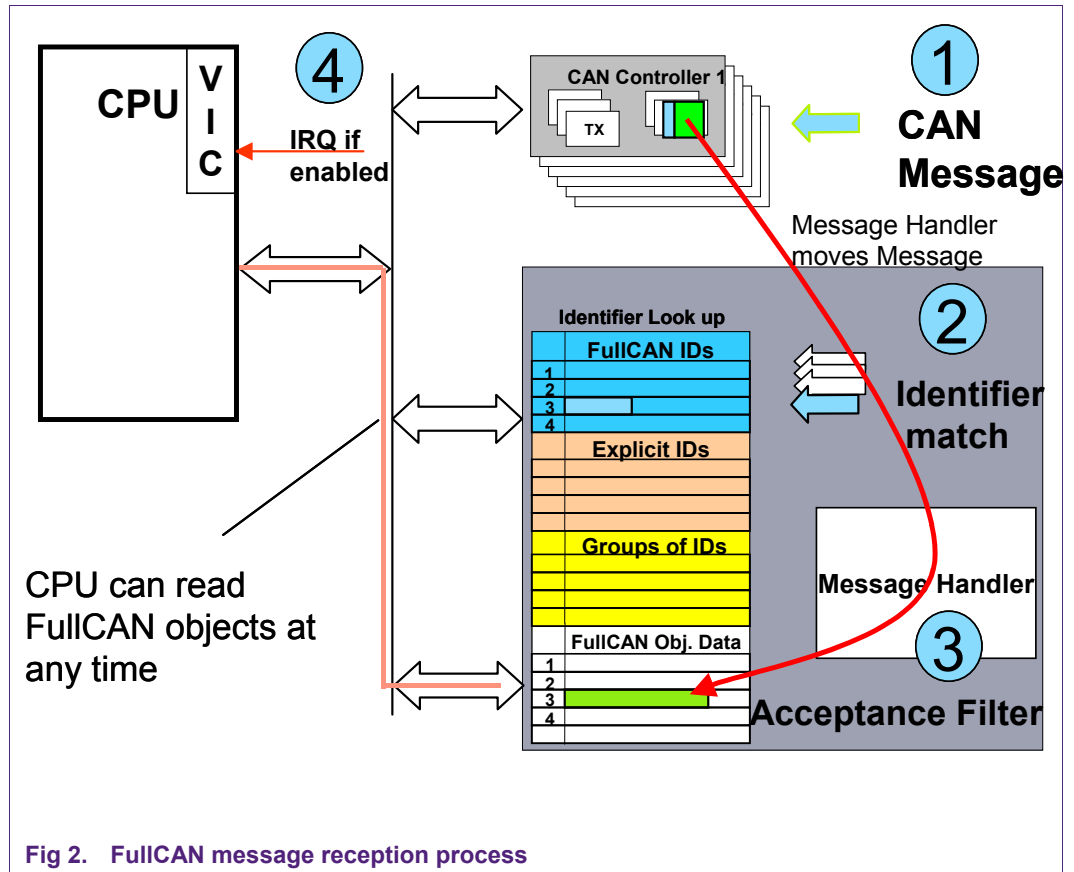 CPU
V
I
C
4
IRQ if
enabled
CAN Controller 1
TX
1
CAN
Message
Message Handler
moves Message
2
Identifier
match
Identifier Look up
FullCAN IDs
1
2
3
4
Explicit IDs
Groups of IDs
FullCAN Obj. Data
1
2
3
4
Message Handler
3
Acceptance Filter
CPU can read
FullCAN objects at
any time
Fig 2. FullCAN message reception process